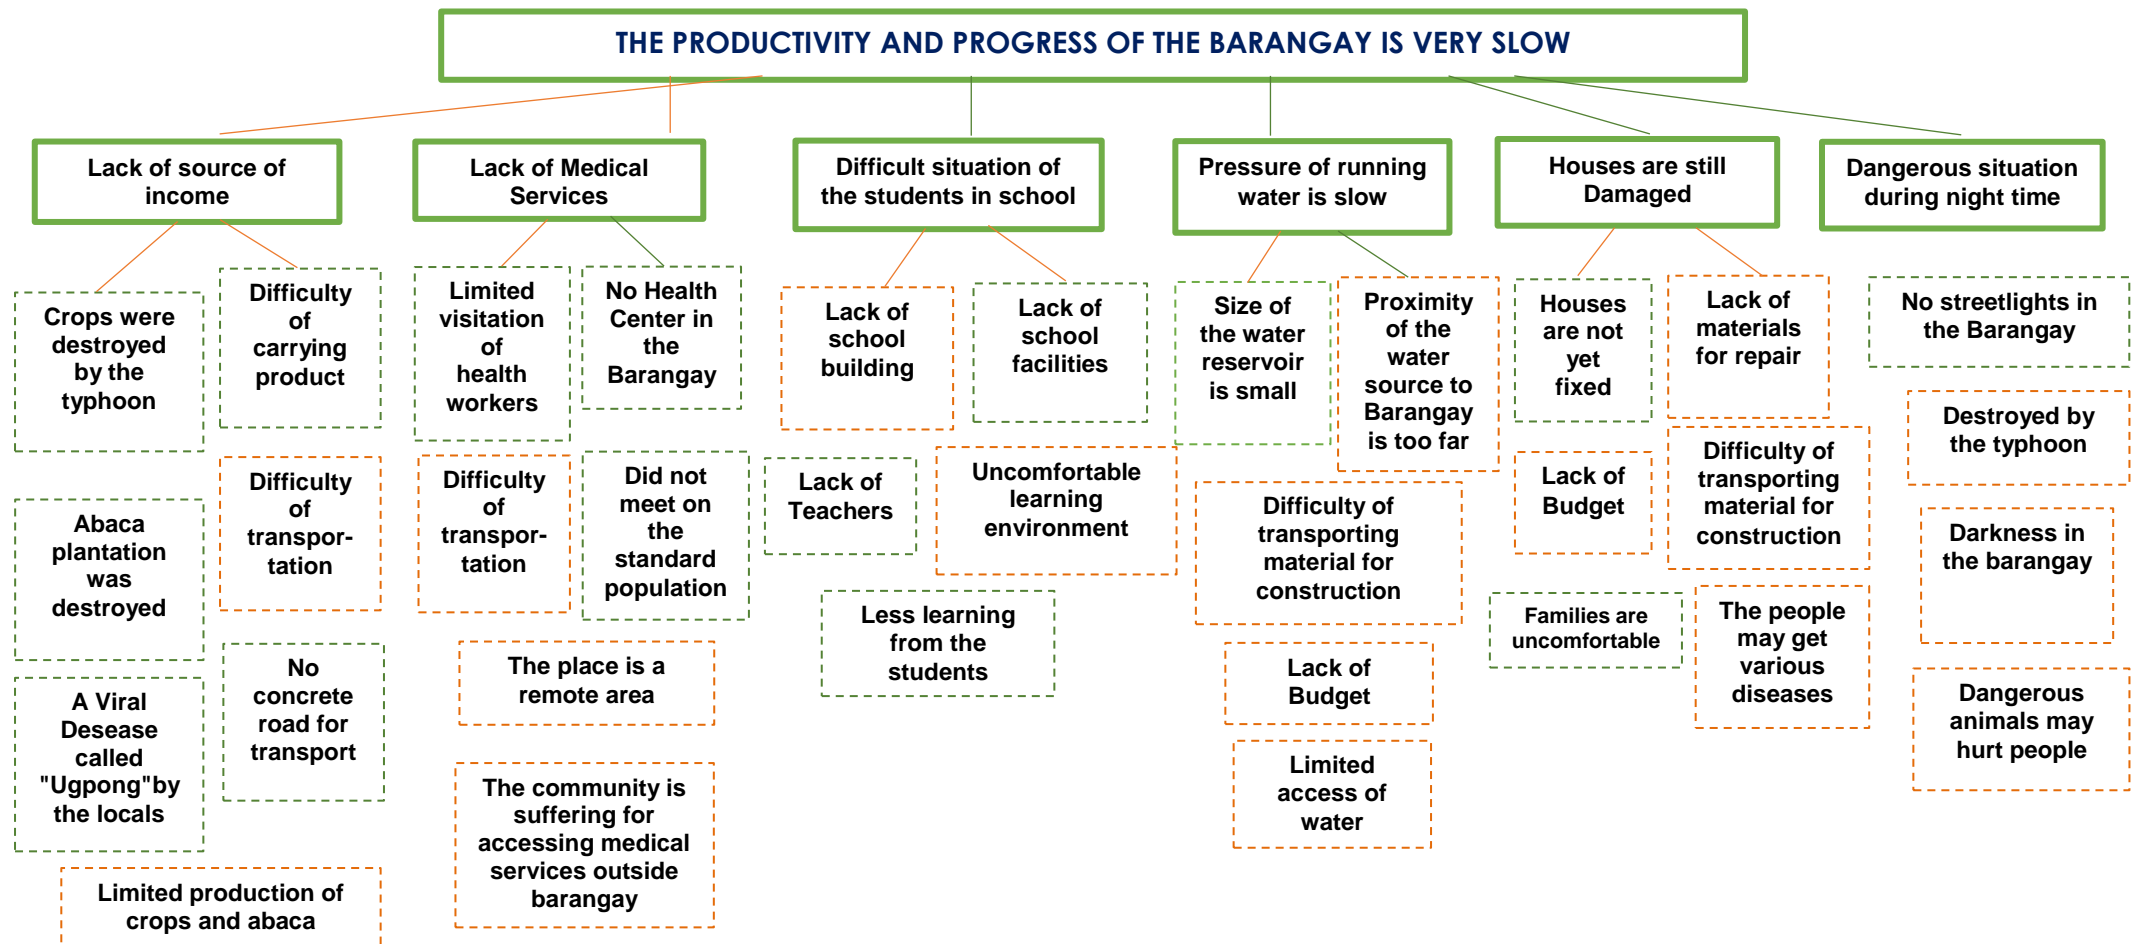 THE PRODUCTIVITY AND PROGRESS OF THE BARANGAY IS VERY SLOW
Lack of source of
income
Crops were
destroyed
by the
typhoon
Difficulty
of
carrying
product
Abaca
plantation
was
destroyed
Difficulty
of
transpor-
tation
A Viral
Desease
called
"Ugpong"by
the locals
No
concrete
road for
transport
Limited production of
crops and abaca
Lack of Medical
Services
Limited
visitation
of
health
workers
No Health
Center in
the
Barangay
Difficulty
of
transpor-
tation
Did not
meet on
the
standard
population
The place is a
remote area
The community is
suffering for
accessing medical
services outside
barangay
Difficult situation of
the students in school
Lack of
school
building
Lack of
school
facilities
Lack of
Teachers
Uncomfortable
learning
environment
Less learning
from the
students
Pressure of running
water is slow
Size of
the water
reservoir
is small
Proximity
of the
water
source to
Barangay
is too far
Difficulty of
transporting
material for
construction
Lack of
Budget
Limited
access of
water
Houses are still
Damaged
Houses
are not
yet
fixed
Lack of
materials
for repair
Lack of
Budget
Difficulty of
transporting
material for
construction
Families are
uncomfortable
The people
may get
various
diseases
Dangerous situation
during night time
No streetlights in
the Barangay
Destroyed by
the typhoon
Darkness in
the barangay
Dangerous
animals may
hurt people